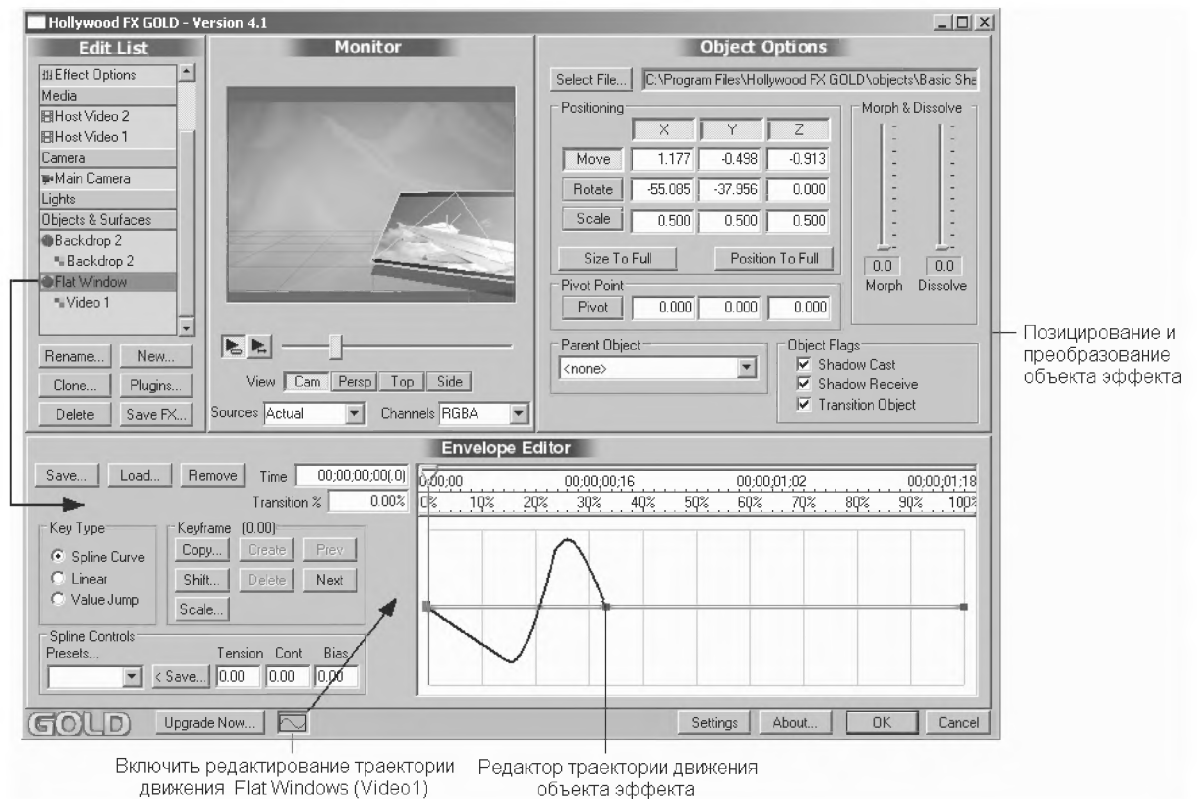 Hollywood FX GOLD - Version 4.1
Edit List
Effect Options
Media
Host Video 2
Host Video 1
Camera
Main Camera
Lights
Objects & Surfaces
Backdrop 2
Backdrop 2
Flat Window
Video 1
Rename... New...
Clone... Plugins...
Delete Save FX...
Monitor
View Cam Persp Top Side
Sources Actual Channels RGBA
Object Options
Select File... C:\Program Files\Hollywood FX GOLD\objects\Basic Sha
Positioning
X Y Z
Move 1.177 -0.498 -0.913
Rotate -55.085 -37.956 0.000
Scale 0.500 0.500 0.500
Size To Full Position To Full
Pivot Point
Pivot 0.000 0.000 0.000
Morph & Dissolve
0.0 0.0
Morph Dissolve
Parent Object
<none>
Object Flags
Shadow Cast
Shadow Receive
Transition Object
Позицирование и
преобразование
объекта эффекта
Envelope Editor
Save... Load... Remove Time 00;00;00;00(.0)
Transition % 0.00%
Key Type
Spline Curve
Linear
Value Jump
Keyframe (0.00)
Copy... Create Prev
Shift... Delete Next
Scale...
Spline Controls
Presets... Tension Cont Bias
< Save... 0.00 0.00 0.00
0;00;00 00;00;00;16 00;00;01;02 00;00;01;18
0% 10% 20% 30% 40% 50% 60% 70% 80% 90% 100%
GOLD Upgrade Now... Settings About... OK Cancel
Включить редактирование траектории
движения Flat Windows (Video1)
Редактор траектории движения
объекта эффекта